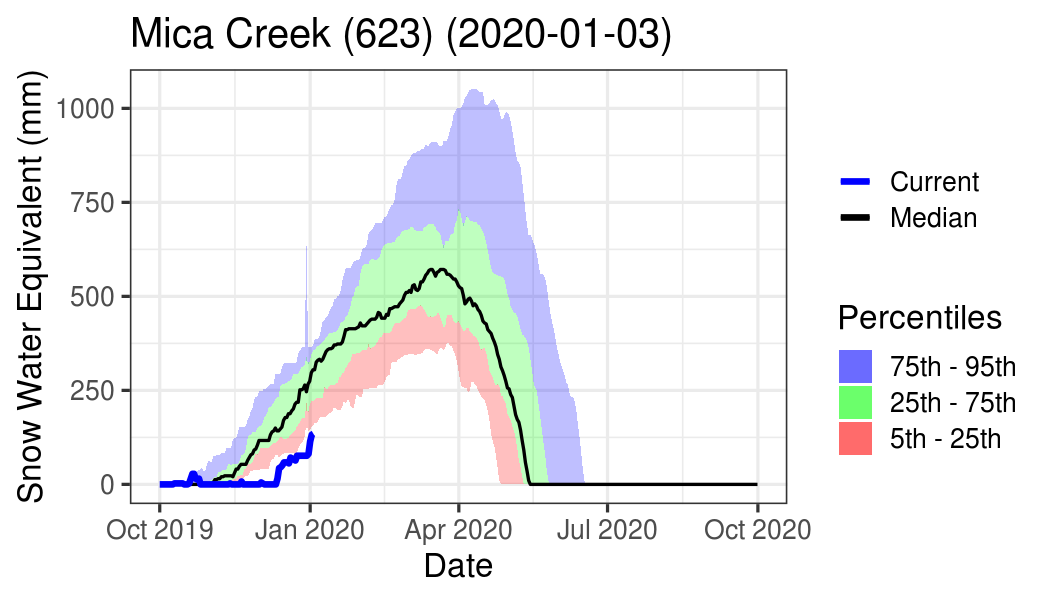 Mica Creek (623) (2020-01-03)
Snow Water Equivalent (mm)
1000
750
500
250
0
Oct 2019 Jan 2020 Apr 2020 Jul 2020 Oct 2020
Date
Current
Median
Percentiles
75th - 95th
25th - 75th
5th - 25th